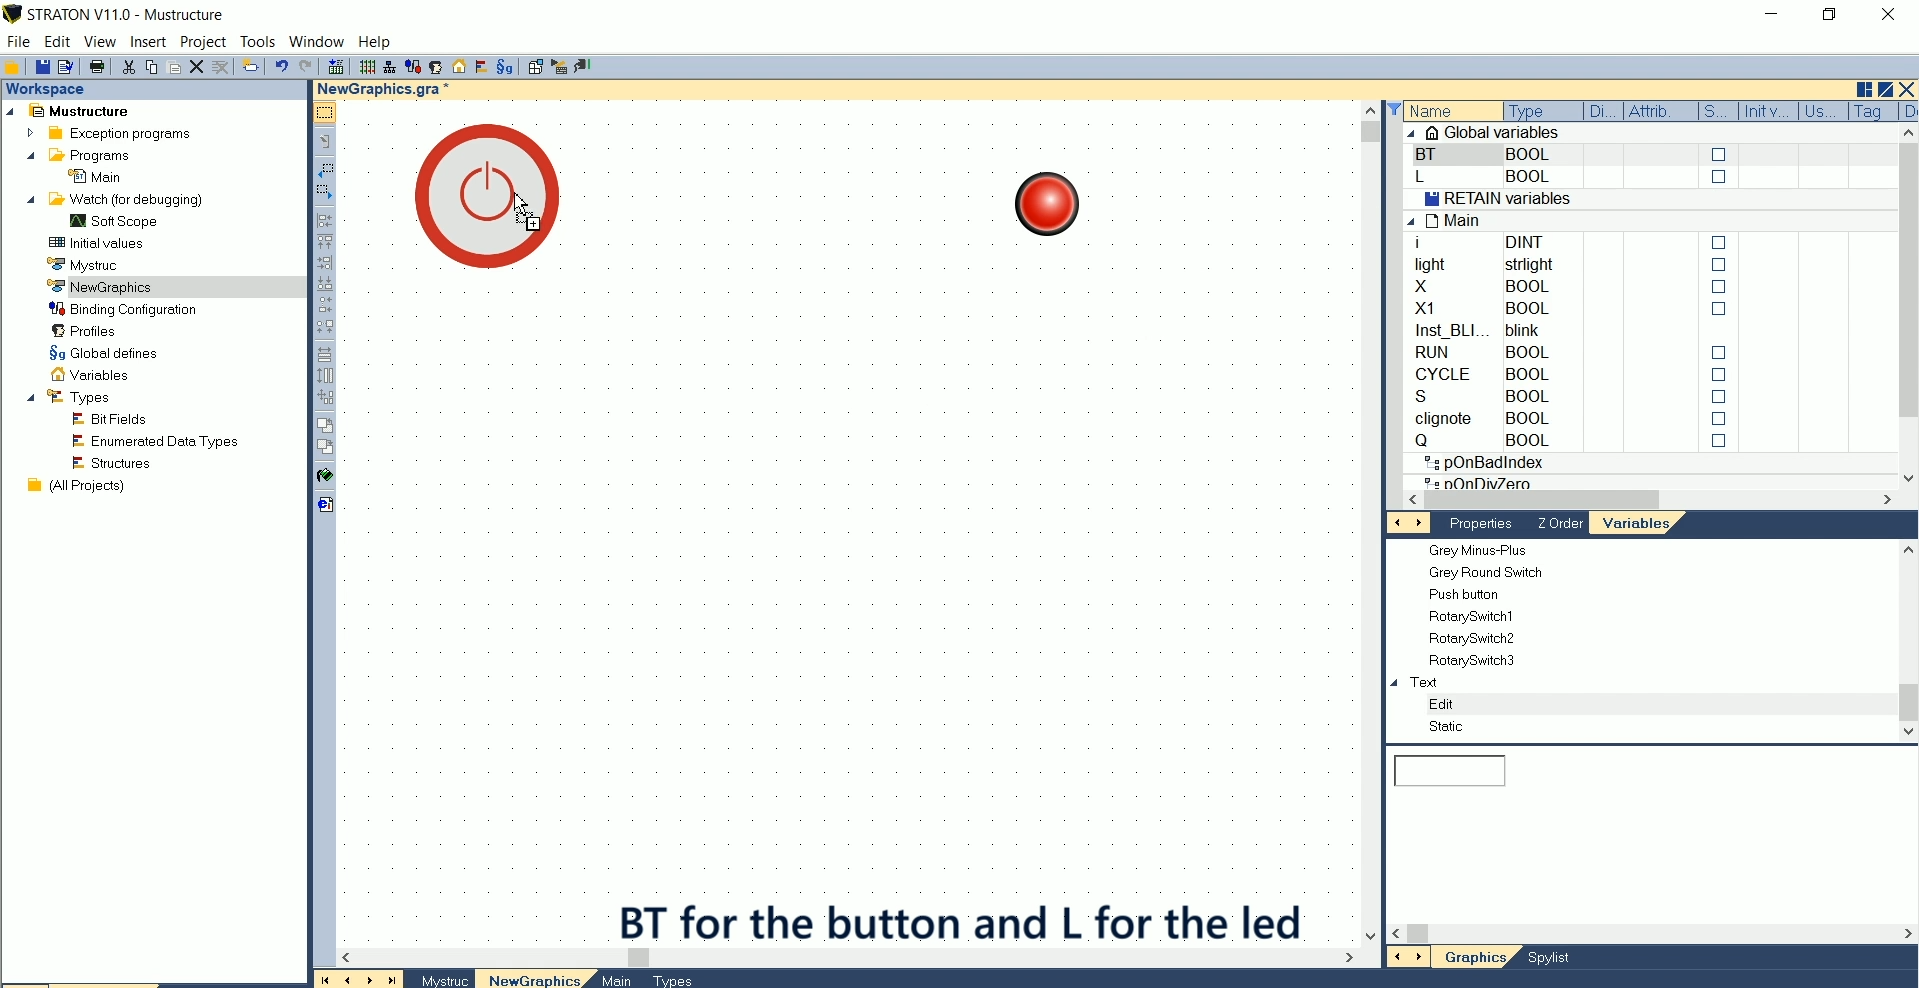 STRATON V11.0 - Mustructure
File Edit View Insert Project Tools Window Help
Workspace
Mustructure
Exception programs
Programs
Main
Watch (for debugging)
Soft Scope
Initial values
Mystruc
NewGraphics
Binding Configuration
Profiles
Global defines
Variables
Types
Bit Fields
Enumerated Data Types
Structures
(All Projects)
NewGraphics.gra *
BT for the button and L for the led
Mystruc NewGraphics Main Types
Name Type Di... Attrib. S... Init v... Us... Tag D
Global variables
BT BOOL
L BOOL
RETAIN variables
Main
i DINT
light strlight
X BOOL
X1 BOOL
Inst_BLI... blink
RUN BOOL
CYCLE BOOL
S BOOL
clignote BOOL
Q BOOL
pOnBadIndex
pOnDivZero
Properties Z Order Variables
Grey Minus-Plus
Grey Round Switch
Push button
RotarySwitch1
RotarySwitch2
RotarySwitch3
Text
Edit
Static
Graphics Spylist